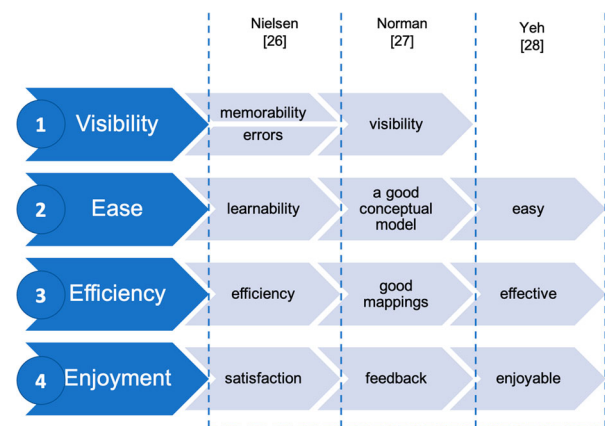 Nielsen
[26]
Norman
[27]
Yeh
[28]
1 Visibility
memorability
errors
visibility
2 Ease
learnability
a good
conceptual
model
easy
3 Efficiency
efficiency
good
mappings
effective
4 Enjoyment
satisfaction
feedback
enjoyable